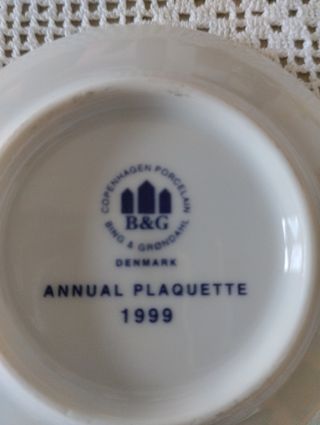 COPENHAGEN PORCELAIN
B&G
BING & GRØNDAHL
DENMARK
ANNUAL PLAQUETTE
1999